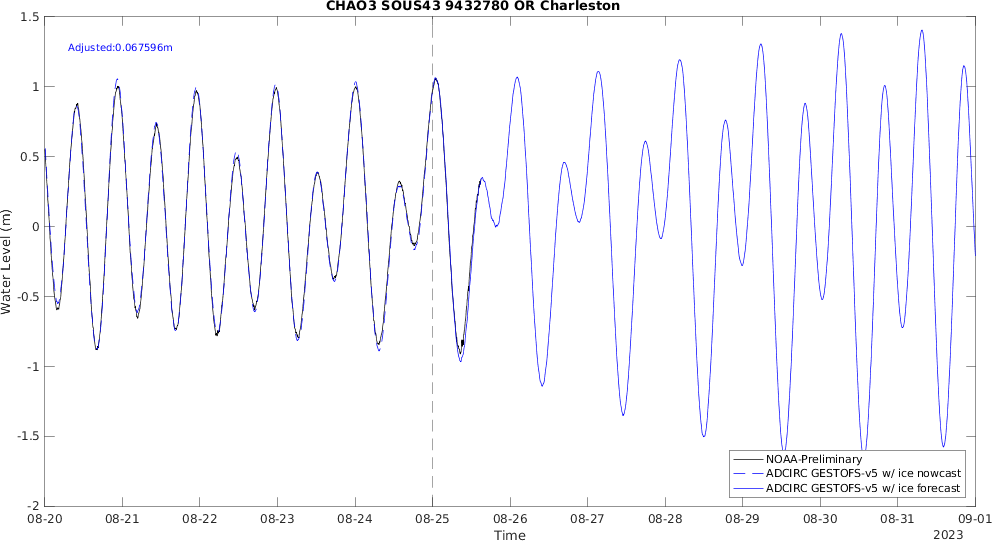 CHAO3 SOUS43 9432780 OR Charleston
Adjusted:0.067596m
Water Level (m)
1.5
1
0.5
0
-0.5
-1
-1.5
-2
NOAA-Preliminary
ADCIRC GESTOFS-v5 w/ ice nowcast
ADCIRC GESTOFS-v5 w/ ice forecast
08-20 08-21 08-22 08-23 08-24 08-25 08-26 08-27 08-28 08-29 08-30 08-31 09-01
Time
2023